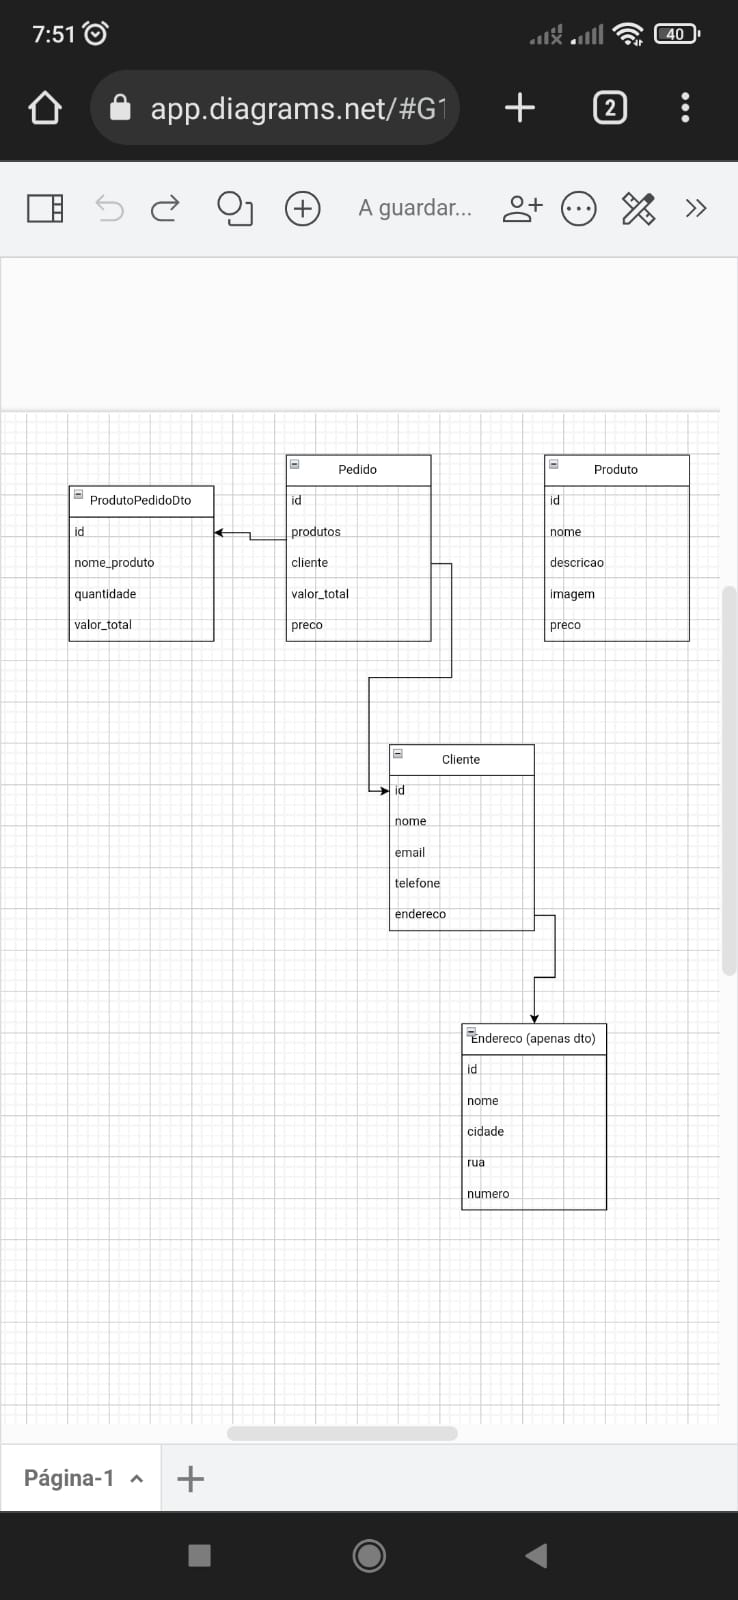 7:51
40
app.diagrams.net/#G1
2
A guardar...
ProdutoPedidoDto
id
nome_produto
quantidade
valor_total
Pedido
id
produtos
cliente
valor_total
preco
Produto
id
nome
descricao
imagem
preco
Cliente
id
nome
email
telefone
endereco
Endereco (apenas dto)
id
nome
cidade
rua
numero
Página-1